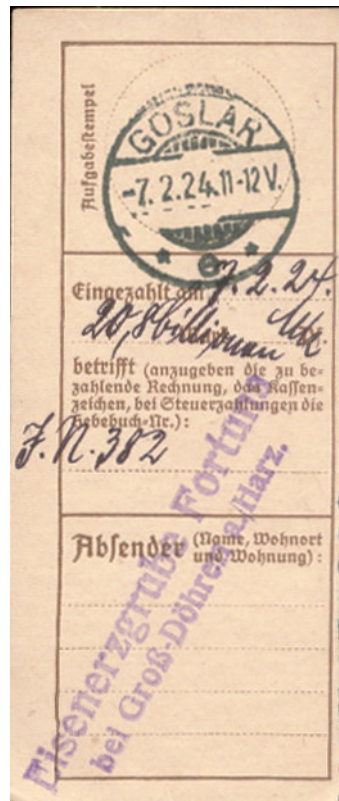 Aufgabestempel
GOSLAR
-7.2.24.11-12V.
* e *
Eingezahlt am 7.2.24.
20,8 billionen Mk
betrifft (anzugeben die zu be-
zahlende Rechnung, das Kassen-
zeichen, bei Steuerzahlungen die
Hebebuch-Nr.):
J.N. 382
Absender (Name, Wohnort
und Wohnung):
Eisenerzgrube Fortuna
bei Groß-Döhren a/Harz.